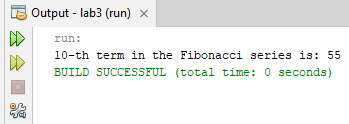 Output - lab3 (run)
run:
10-th term in the Fibonacci series is: 55
BUILD SUCCESSFUL (total time: 0 seconds)